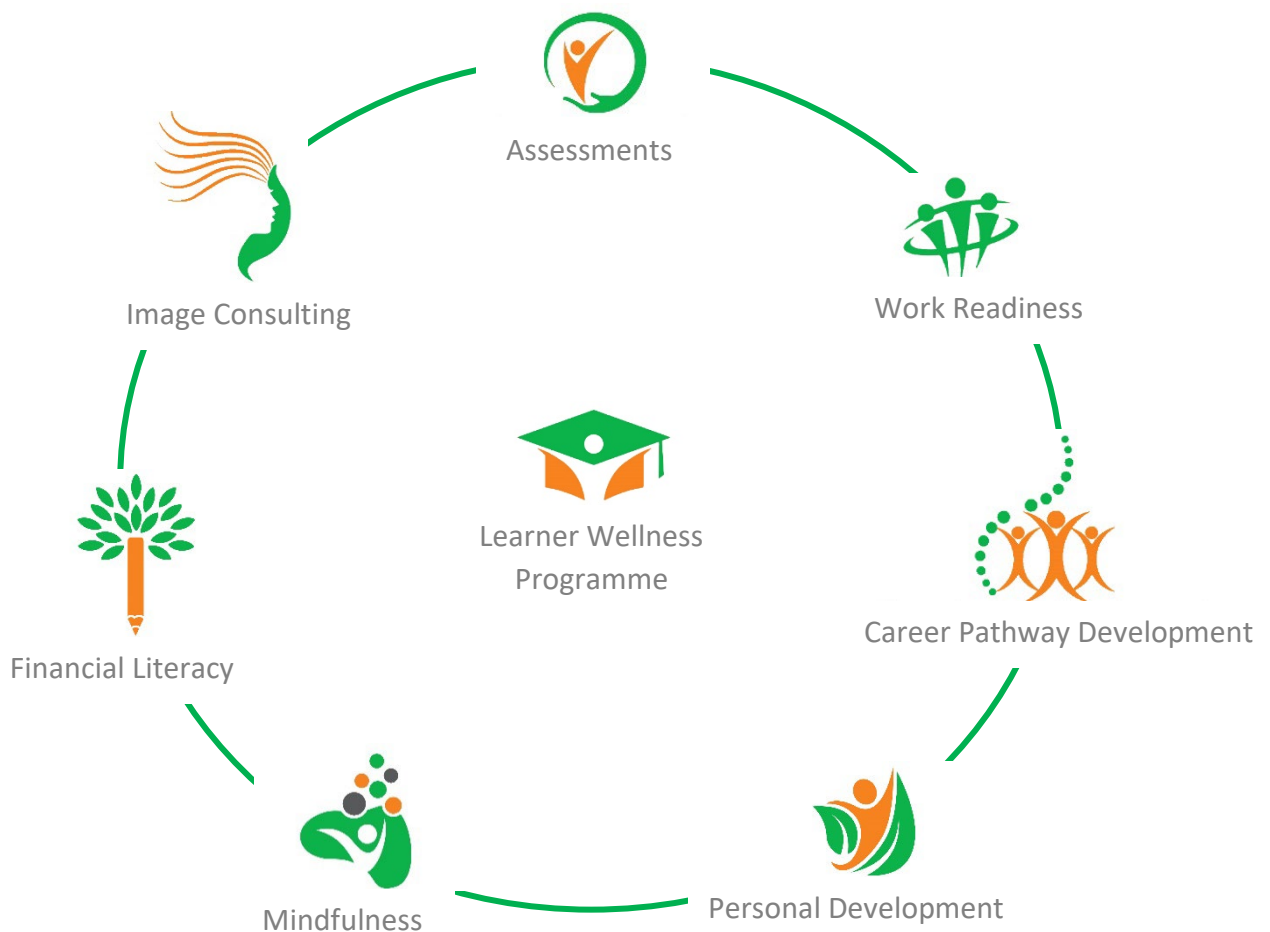 Assessments
Image Consulting
Work Readiness
Learner Wellness
Programme
Career Pathway Development
Financial Literacy
Personal Development
Mindfulness